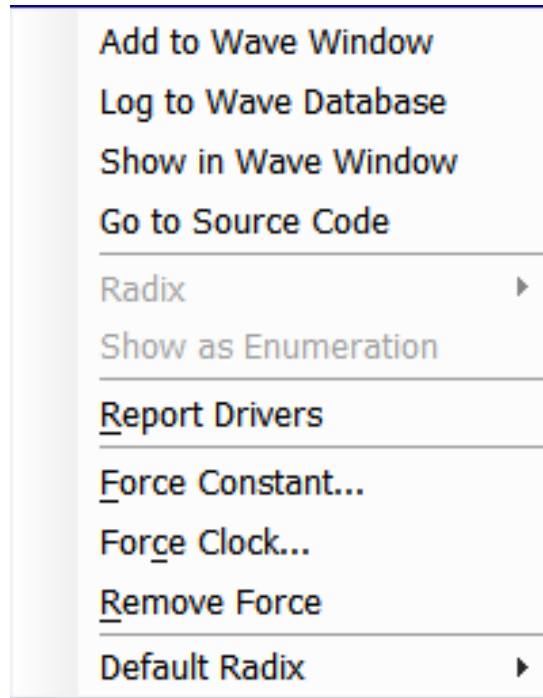 Add to Wave Window
Log to Wave Database
Show in Wave Window
Go to Source Code
Radix
Show as Enumeration
Report Drivers
Force Constant...
Force Clock...
Remove Force
Default Radix